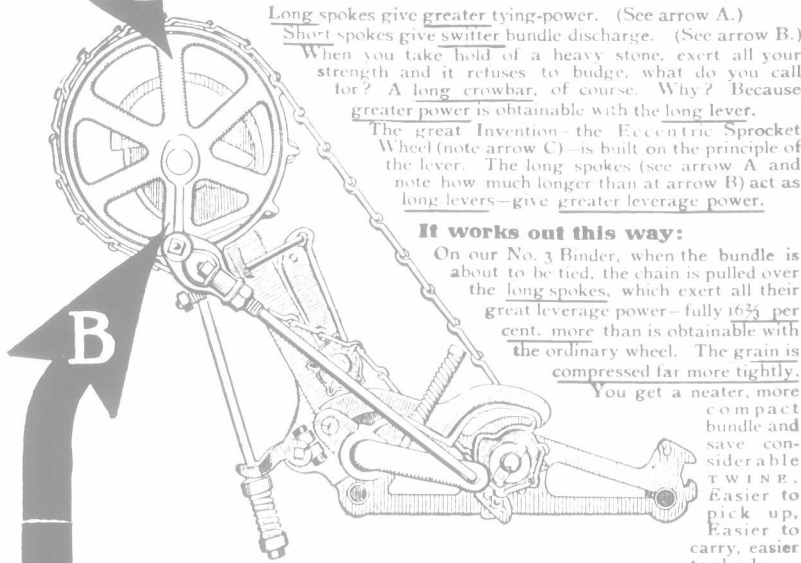 Long spokes give greater tying-power. (See arrow A.)
Short spokes give swifter bundle discharge. (See arrow B.)
When you take hold of a heavy stone, exert all your
strength and it refuses to budge, what do you call
for? A long crowbar, of course. Why? Because
greater power is obtainable with the long lever.
The great Invention—the Eccentric Sprocket
Wheel (note arrow C)—is built on the principle of
the lever. The long spokes (see arrow A and
note how much longer than at arrow B) act as
long levers—give greater leverage power.
It works out this way:
On our No. 3 Binder, when the bundle is
about to be tied, the chain is pulled over
the long spokes, which exert all their
great leverage power—fully 16⅔ per
cent. more than is obtainable with
the ordinary wheel. The grain is
compressed far more tightly.
You get a neater, more
compact
bundle and
save con-
siderable
TWINE.
Easier to
pick up,
Easier to
carry, easier
B